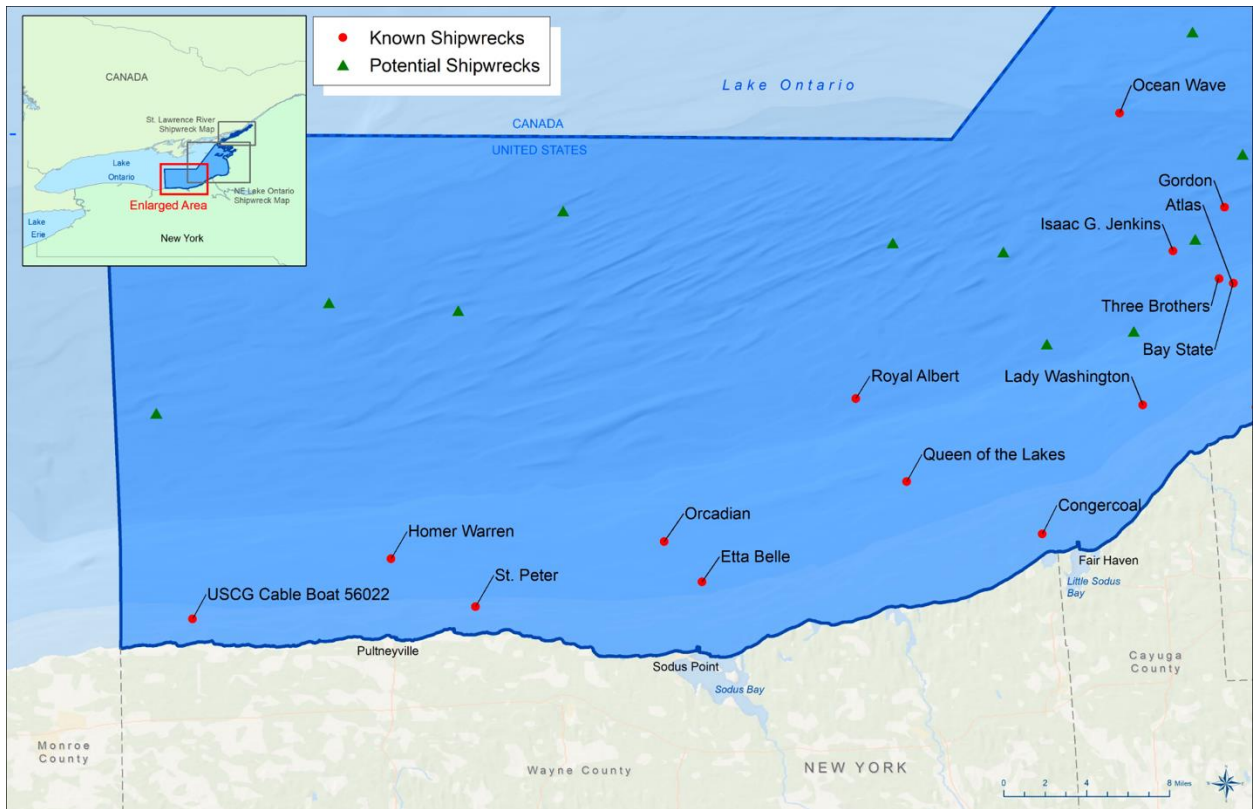 Known Shipwrecks
Potential Shipwrecks
CANADA
St. Lawrence River
Shipwreck Map
Lake
Ontario
NE Lake Ontario
Shipwreck Map
Enlarged Area
Lake
Erie
New York
Lake Ontario
CANADA
UNITED STATES
Ocean Wave
Gordon
Atlas
Isaac G. Jenkins
Three Brothers
Bay State
Royal Albert
Lady Washington
Queen of the Lakes
Congercoal
Orcadian
Homer Warren
Etta Belle
St. Peter
USCG Cable Boat 56022
Fair Haven
Little Sodus
Bay
Pultneyville
Sodus Point
Sodus Bay
Cayuga
County
Monroe
County
Wayne County
NEW YORK
0 2 4 8 Miles